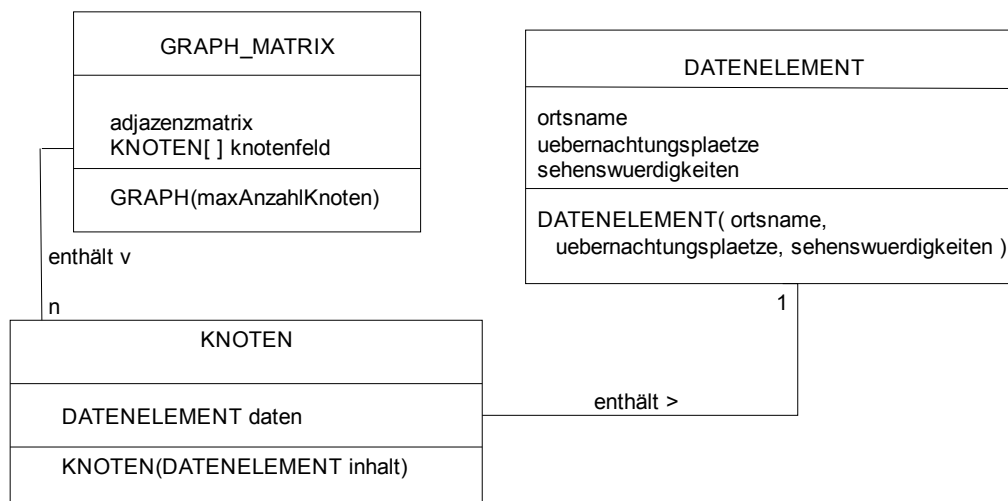 GRAPH_MATRIX
adjazenzmatrix
KNOTEN[ ] knotenfeld
GRAPH(maxAnzahlKnoten)
DATENELEMENT
ortsname
uebernachtungsplaetze
sehenswuerdigkeiten
DATENELEMENT( ortsname,
uebernachtungsplaetze, sehenswuerdigkeiten )
enthält v
n
1
KNOTEN
DATENELEMENT daten
KNOTEN(DATENELEMENT inhalt)
enthält >